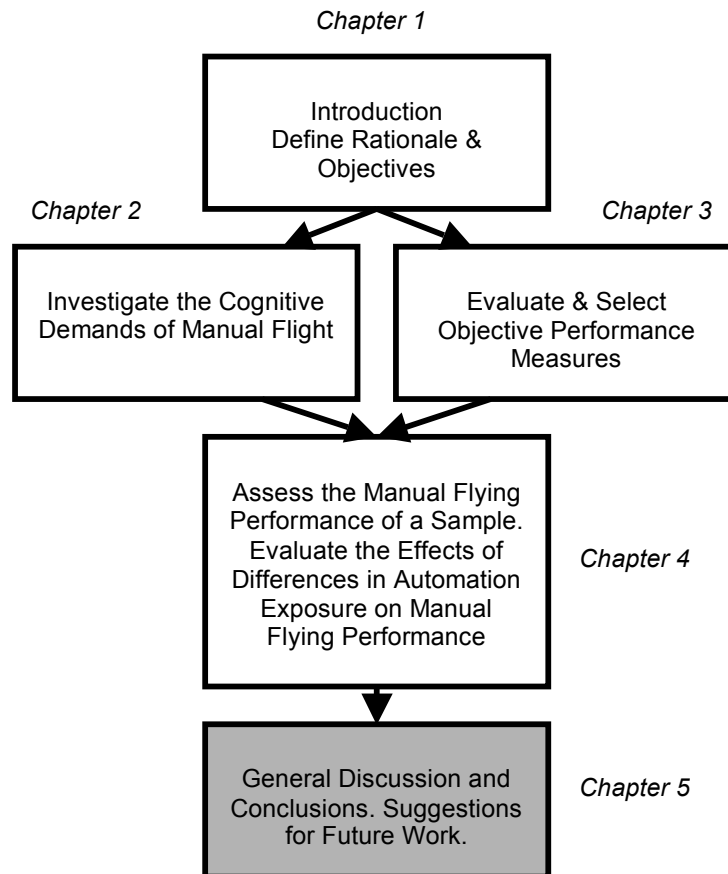 Chapter 1
Introduction
Define Rationale &
Objectives
Chapter 2
Chapter 3
Investigate the Cognitive
Demands of Manual Flight
Evaluate & Select
Objective Performance
Measures
Assess the Manual Flying
Performance of a Sample.
Evaluate the Effects of
Differences in Automation
Exposure on Manual
Flying Performance
Chapter 4
General Discussion and
Conclusions. Suggestions
for Future Work.
Chapter 5